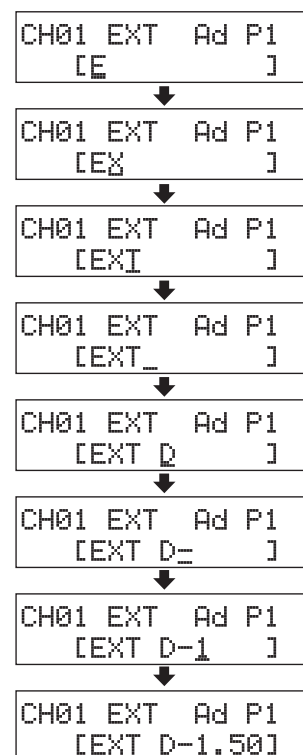 CH01 EXT Ad P1
[E ]
CH01 EXT Ad P1
[EX ]
CH01 EXT Ad P1
[EXT ]
CH01 EXT Ad P1
[EXT_ ]
CH01 EXT Ad P1
[EXT D ]
CH01 EXT Ad P1
[EXT D- ]
CH01 EXT Ad P1
[EXT D-1 ]
CH01 EXT Ad P1
[EXT D-1.50]